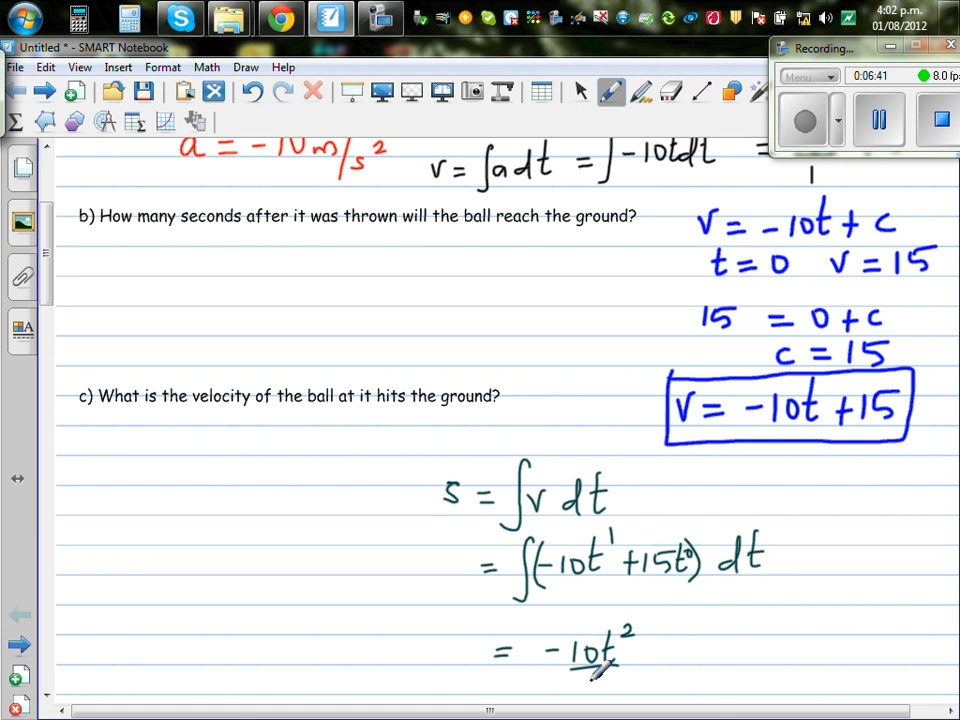 4:02 p.m.
01/08/2012
Untitled * - SMART Notebook
Recording...
File Edit View Insert Format Math Draw Help
Menu
0:06:41
8.0 fp
a = -10 m/s²
v = ∫a dt = ∫-10t dt =
1
b) How many seconds after it was thrown will the ball reach the ground?
v = -10t + c
t = 0 v = 15
15 = 0 + c
c = 15
c) What is the velocity of the ball at it hits the ground?
v = -10t + 15
s = ∫v dt
= ∫(-10t¹ + 15t⁰) dt
= -10t²